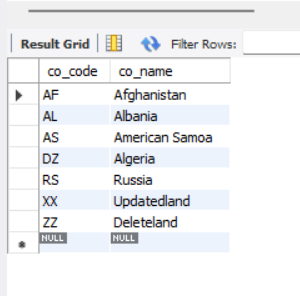 Result Grid Filter Rows:
co_code co_name
AF Afghanistan
AL Albania
AS American Samoa
DZ Algeria
RS Russia
XX Updatedland
ZZ Deleteland
NULL NULL